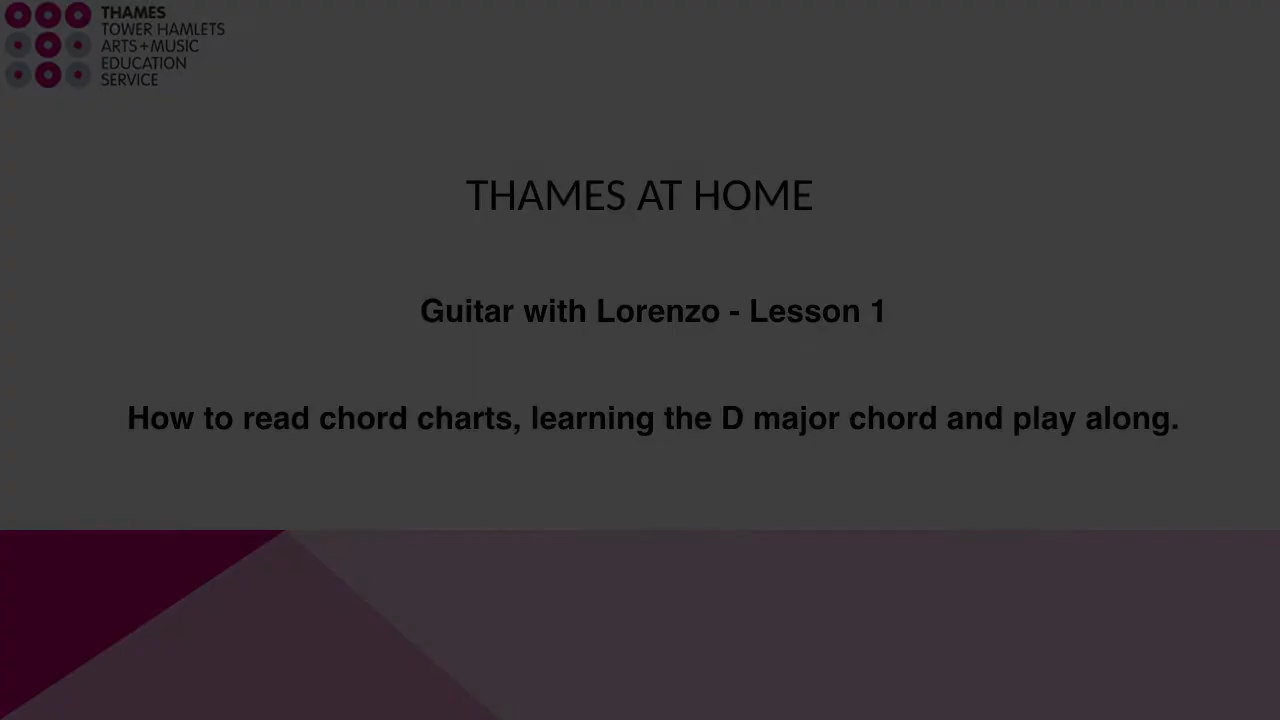 THAMES
TOWER HAMLETS
ARTS+MUSIC
EDUCATION
SERVICE
THAMES AT HOME
Guitar with Lorenzo - Lesson 1
How to read chord charts, learning the D major chord and play along.